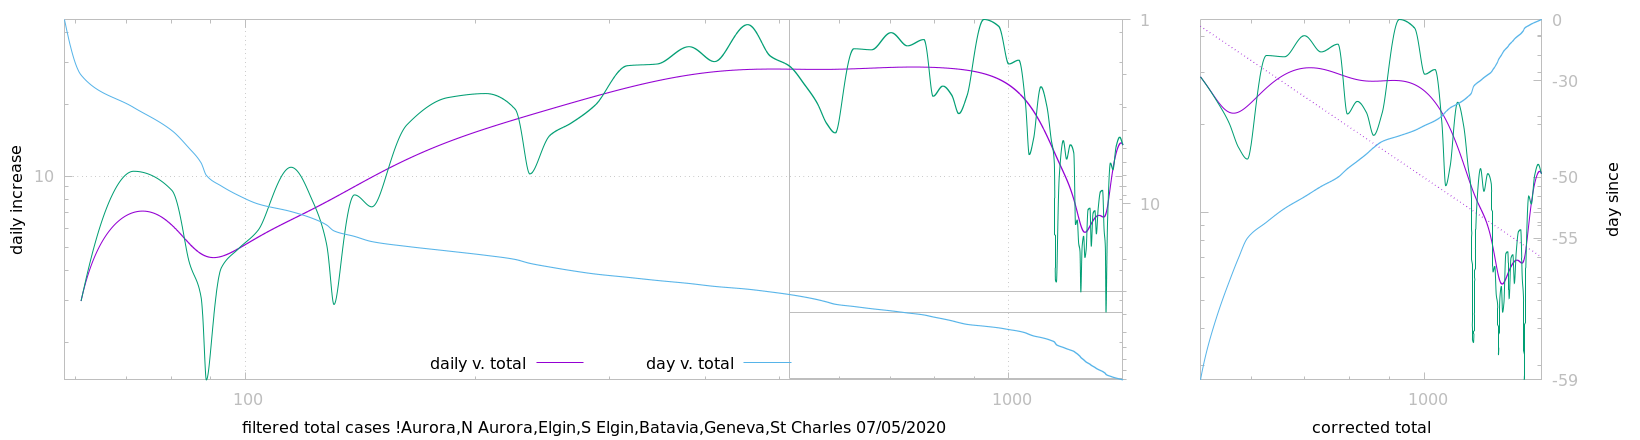 daily increase
10
1
10
daily v. total
day v. total
100
1000
filtered total cases !Aurora,N Aurora,Elgin,S Elgin,Batavia,Geneva,St Charles 07/05/2020
0
-30
-50
-55
-59
day since
1000
corrected total